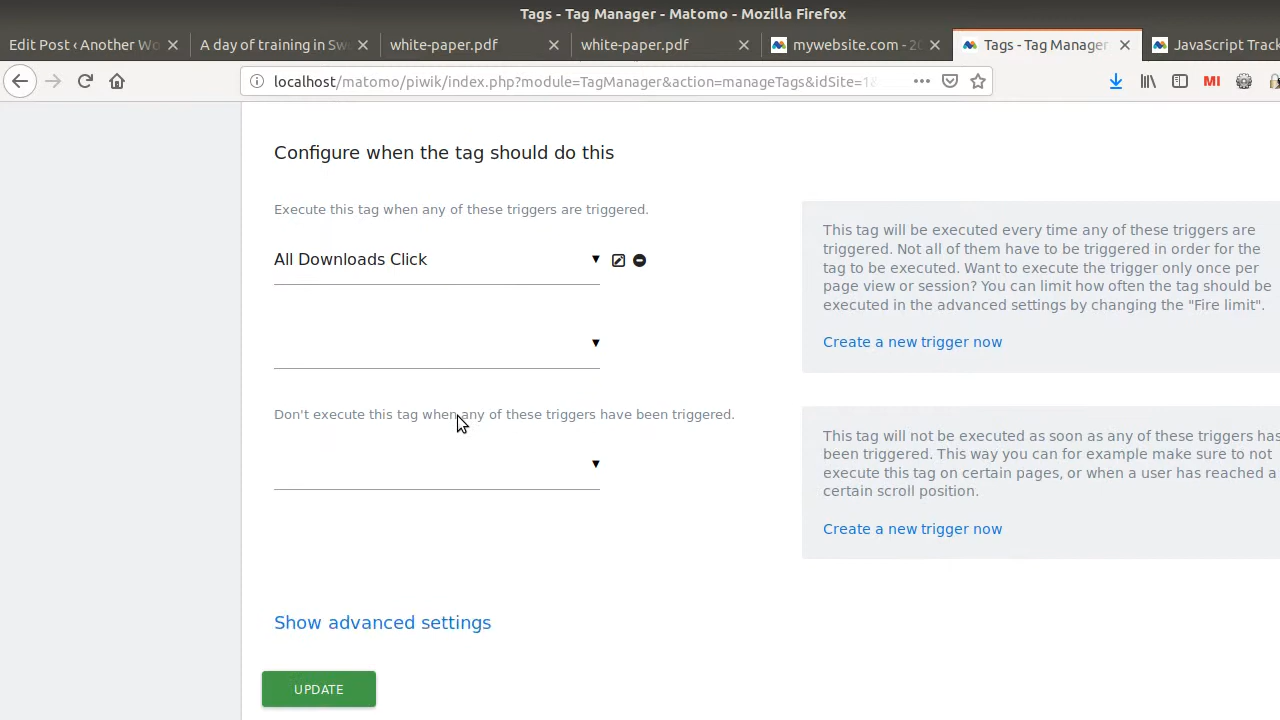 Tags - Tag Manager - Matomo - Mozilla Firefox
Edit Post ‹ Another Wo
A day of training in Sw
white-paper.pdf
white-paper.pdf
mywebsite.com - 20
Tags - Tag Manager
JavaScript Track
localhost/matomo/piwik/index.php?module=TagManager&action=manageTags&idSite=1&
MI
Configure when the tag should do this
Execute this tag when any of these triggers are triggered.
All Downloads Click
This tag will be executed every time any of these triggers are
triggered. Not all of them have to be triggered in order for the
tag to be executed. Want to execute the trigger only once per
page view or session? You can limit how often the tag should be
executed in the advanced settings by changing the "Fire limit".
Create a new trigger now
Don't execute this tag when any of these triggers have been triggered.
This tag will not be executed as soon as any of these triggers has
been triggered. This way you can for example make sure to not
execute this tag on certain pages, or when a user has reached a
certain scroll position.
Create a new trigger now
Show advanced settings
UPDATE